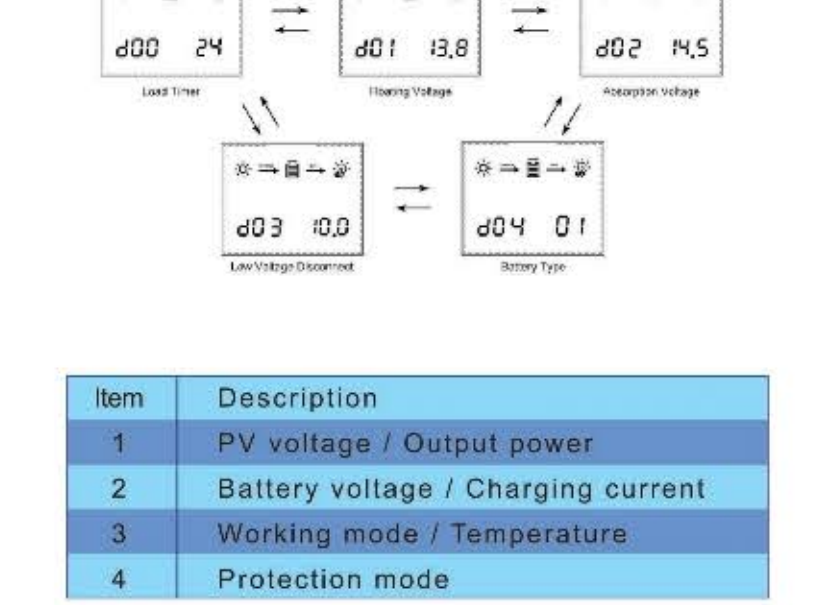 d00 24
d01 13.8
d02 14.5
Load Timer
Floating Voltage
Absorption Voltage
d03 10.0
d04 01
Low Voltage Disconnect
Battery Type
Item Description
1 PV voltage / Output power
2 Battery voltage / Charging current
3 Working mode / Temperature
4 Protection mode